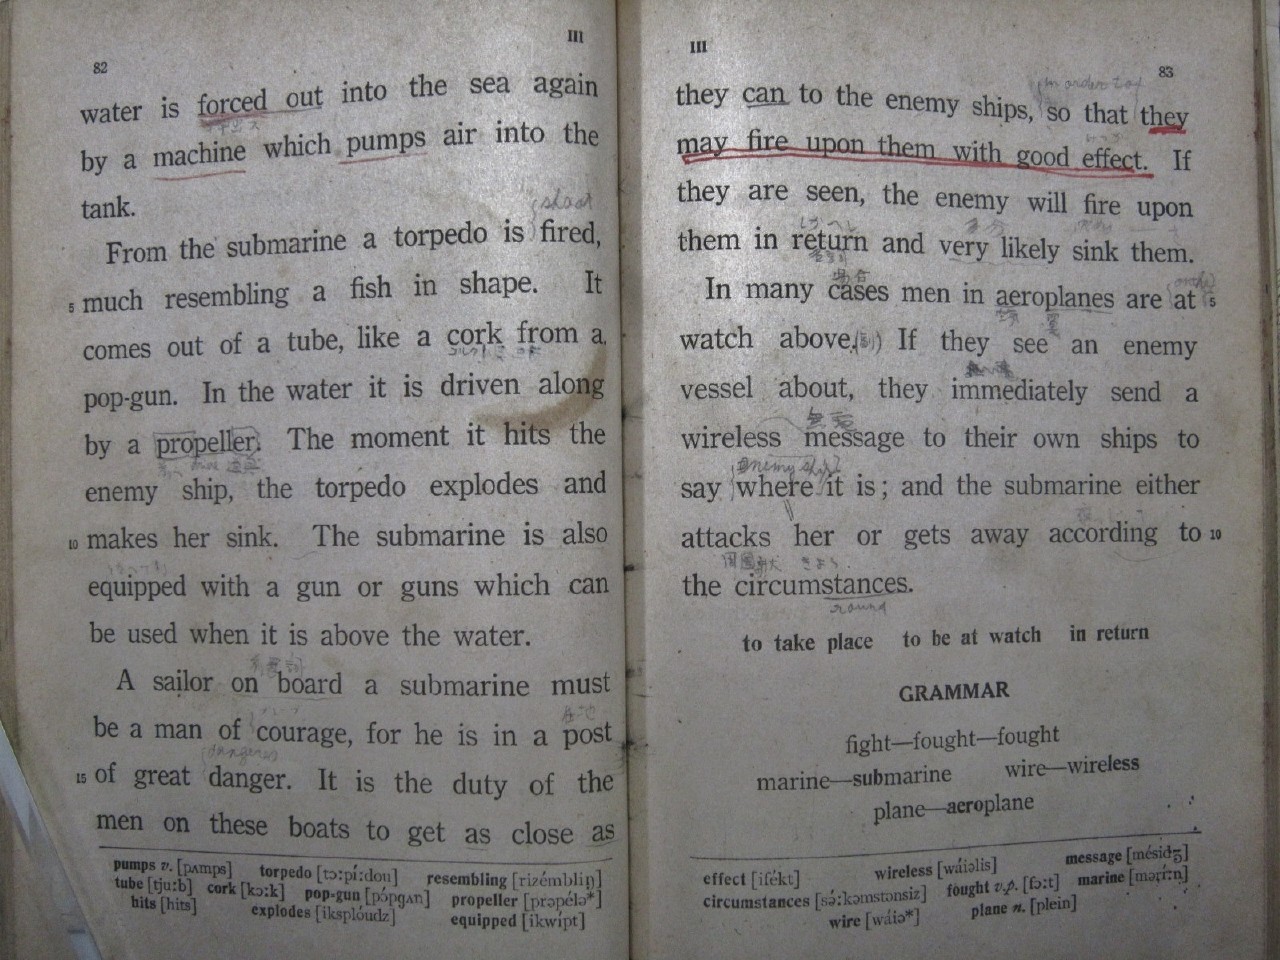 82
III
water is forced out into the sea again
by a machine which pumps air into the
tank.
shoot
From the submarine a torpedo is fired,
5 much resembling a fish in shape. It
comes out of a tube, like a cork from a
pop-gun. In the water it is driven along
by a propeller. The moment it hits the
enemy ship, the torpedo explodes and
10 makes her sink. The submarine is also
equipped with a gun or guns which can
be used when it is above the water.
A sailor on board a submarine must
be a man of courage, for he is in a post
15 of great danger. It is the duty of the
men on these boats to get as close as
pumps v. [pʌmps] torpedo [tɔːpíːdou] resembling [rizémbliŋ]
tube [tjuːb] cork [kɔːk] pop-gun [pópgʌn] propeller [prəpélə*]
hits [hits] explodes [iksplóudz] equipped [ikwípt]
III
83
in order to
they can to the enemy ships, so that they
may fire upon them with good effect. If
they are seen, the enemy will fire upon
them in return and very likely sink them.
場合
In many cases men in aeroplanes are at 5
watch above. If they see an enemy
vessel about, they immediately send a
wireless message to their own ships to
enemy ship
say where it is; and the submarine either
attacks her or gets away according to 10
the circumstances.
round
to take place to be at watch in return
GRAMMAR
fight—fought—fought
marine—submarine wire—wireless
plane—aeroplane
effect [ifékt] wireless [wáiəlis] message [mésidʒ]
circumstances [sə́ːkəmstənsiz] fought v.p. [fɔːt] marine [məríːn]
wire [wáiə*] plane n. [plein]